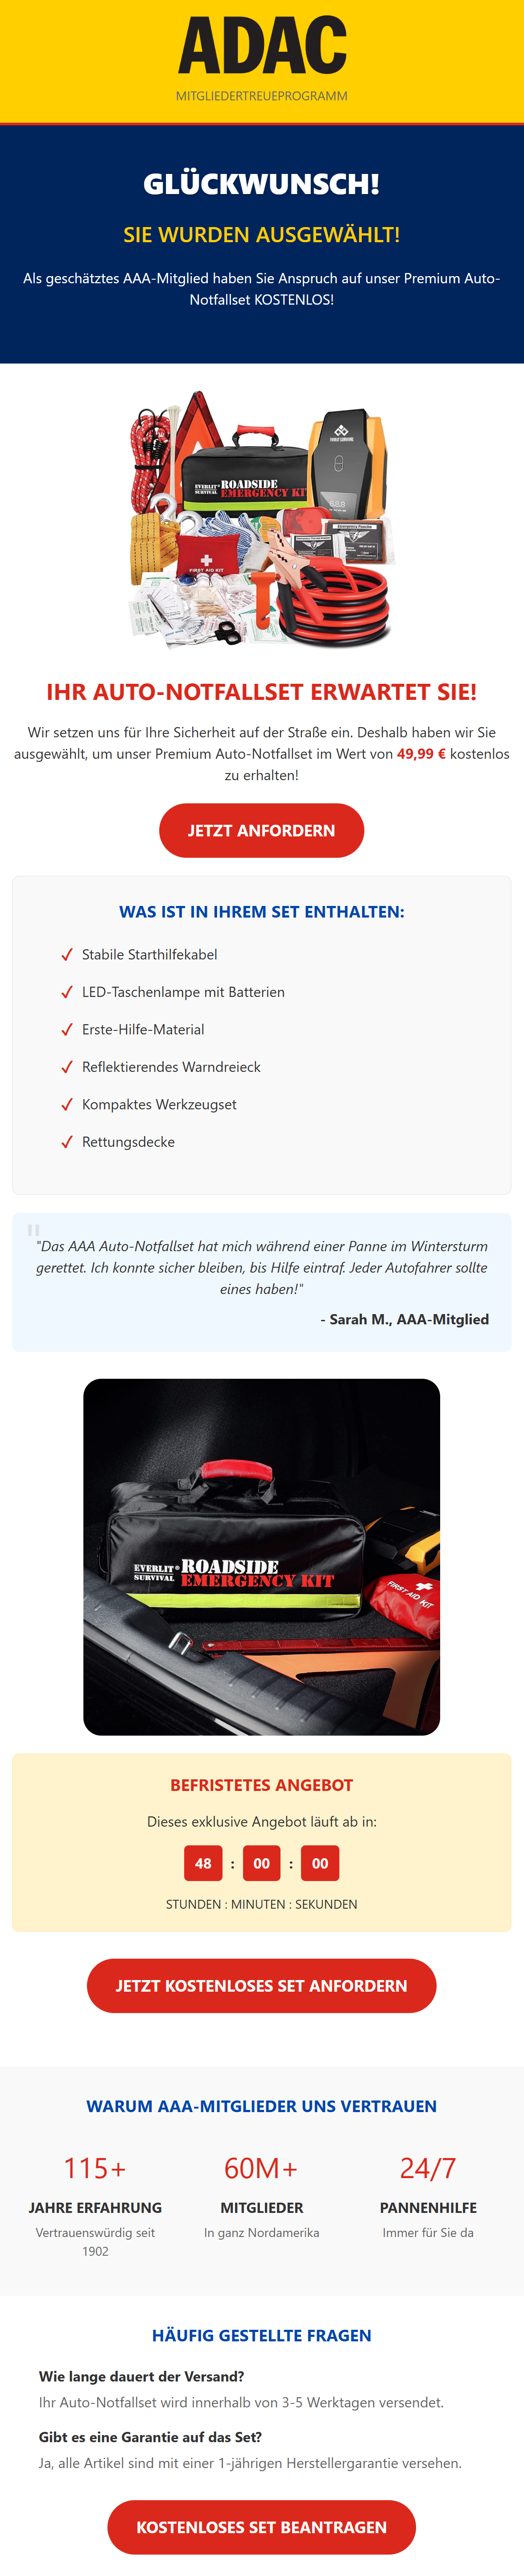 ADAC
MITGLIEDERTREUEPROGRAMM
GLÜCKWUNSCH!
SIE WURDEN AUSGEWÄHLT!
Als geschätztes AAA-Mitglied haben Sie Anspruch auf unser Premium Auto-
Notfallset KOSTENLOS!
EVERLIT® SURVIVAL
ROADSIDE
EMERGENCY KIT
FIRST AID KIT
IHR AUTO-NOTFALLSET ERWARTET SIE!
Wir setzen uns für Ihre Sicherheit auf der Straße ein. Deshalb haben wir Sie
ausgewählt, um unser Premium Auto-Notfallset im Wert von 49,99 € kostenlos
zu erhalten!
JETZT ANFORDERN
WAS IST IN IHREM SET ENTHALTEN:
✓ Stabile Starthilfekabel
✓ LED-Taschenlampe mit Batterien
✓ Erste-Hilfe-Material
✓ Reflektierendes Warndreieck
✓ Kompaktes Werkzeugset
✓ Rettungsdecke
"
"Das AAA Auto-Notfallset hat mich während einer Panne im Wintersturm
gerettet. Ich konnte sicher bleiben, bis Hilfe eintraf. Jeder Autofahrer sollte
eines haben!"
- Sarah M., AAA-Mitglied
EVERLIT® SURVIVAL
ROADSIDE
EMERGENCY KIT
FIRST AID KIT
BEFRISTETES ANGEBOT
Dieses exklusive Angebot läuft ab in:
48 : 00 : 00
STUNDEN : MINUTEN : SEKUNDEN
JETZT KOSTENLOSES SET ANFORDERN
WARUM AAA-MITGLIEDER UNS VERTRAUEN
115+
JAHRE ERFAHRUNG
Vertrauenswürdig seit
1902
60M+
MITGLIEDER
In ganz Nordamerika
24/7
PANNENHILFE
Immer für Sie da
HÄUFIG GESTELLTE FRAGEN
Wie lange dauert der Versand?
Ihr Auto-Notfallset wird innerhalb von 3-5 Werktagen versendet.
Gibt es eine Garantie auf das Set?
Ja, alle Artikel sind mit einer 1-jährigen Herstellergarantie versehen.
KOSTENLOSES SET BEANTRAGEN